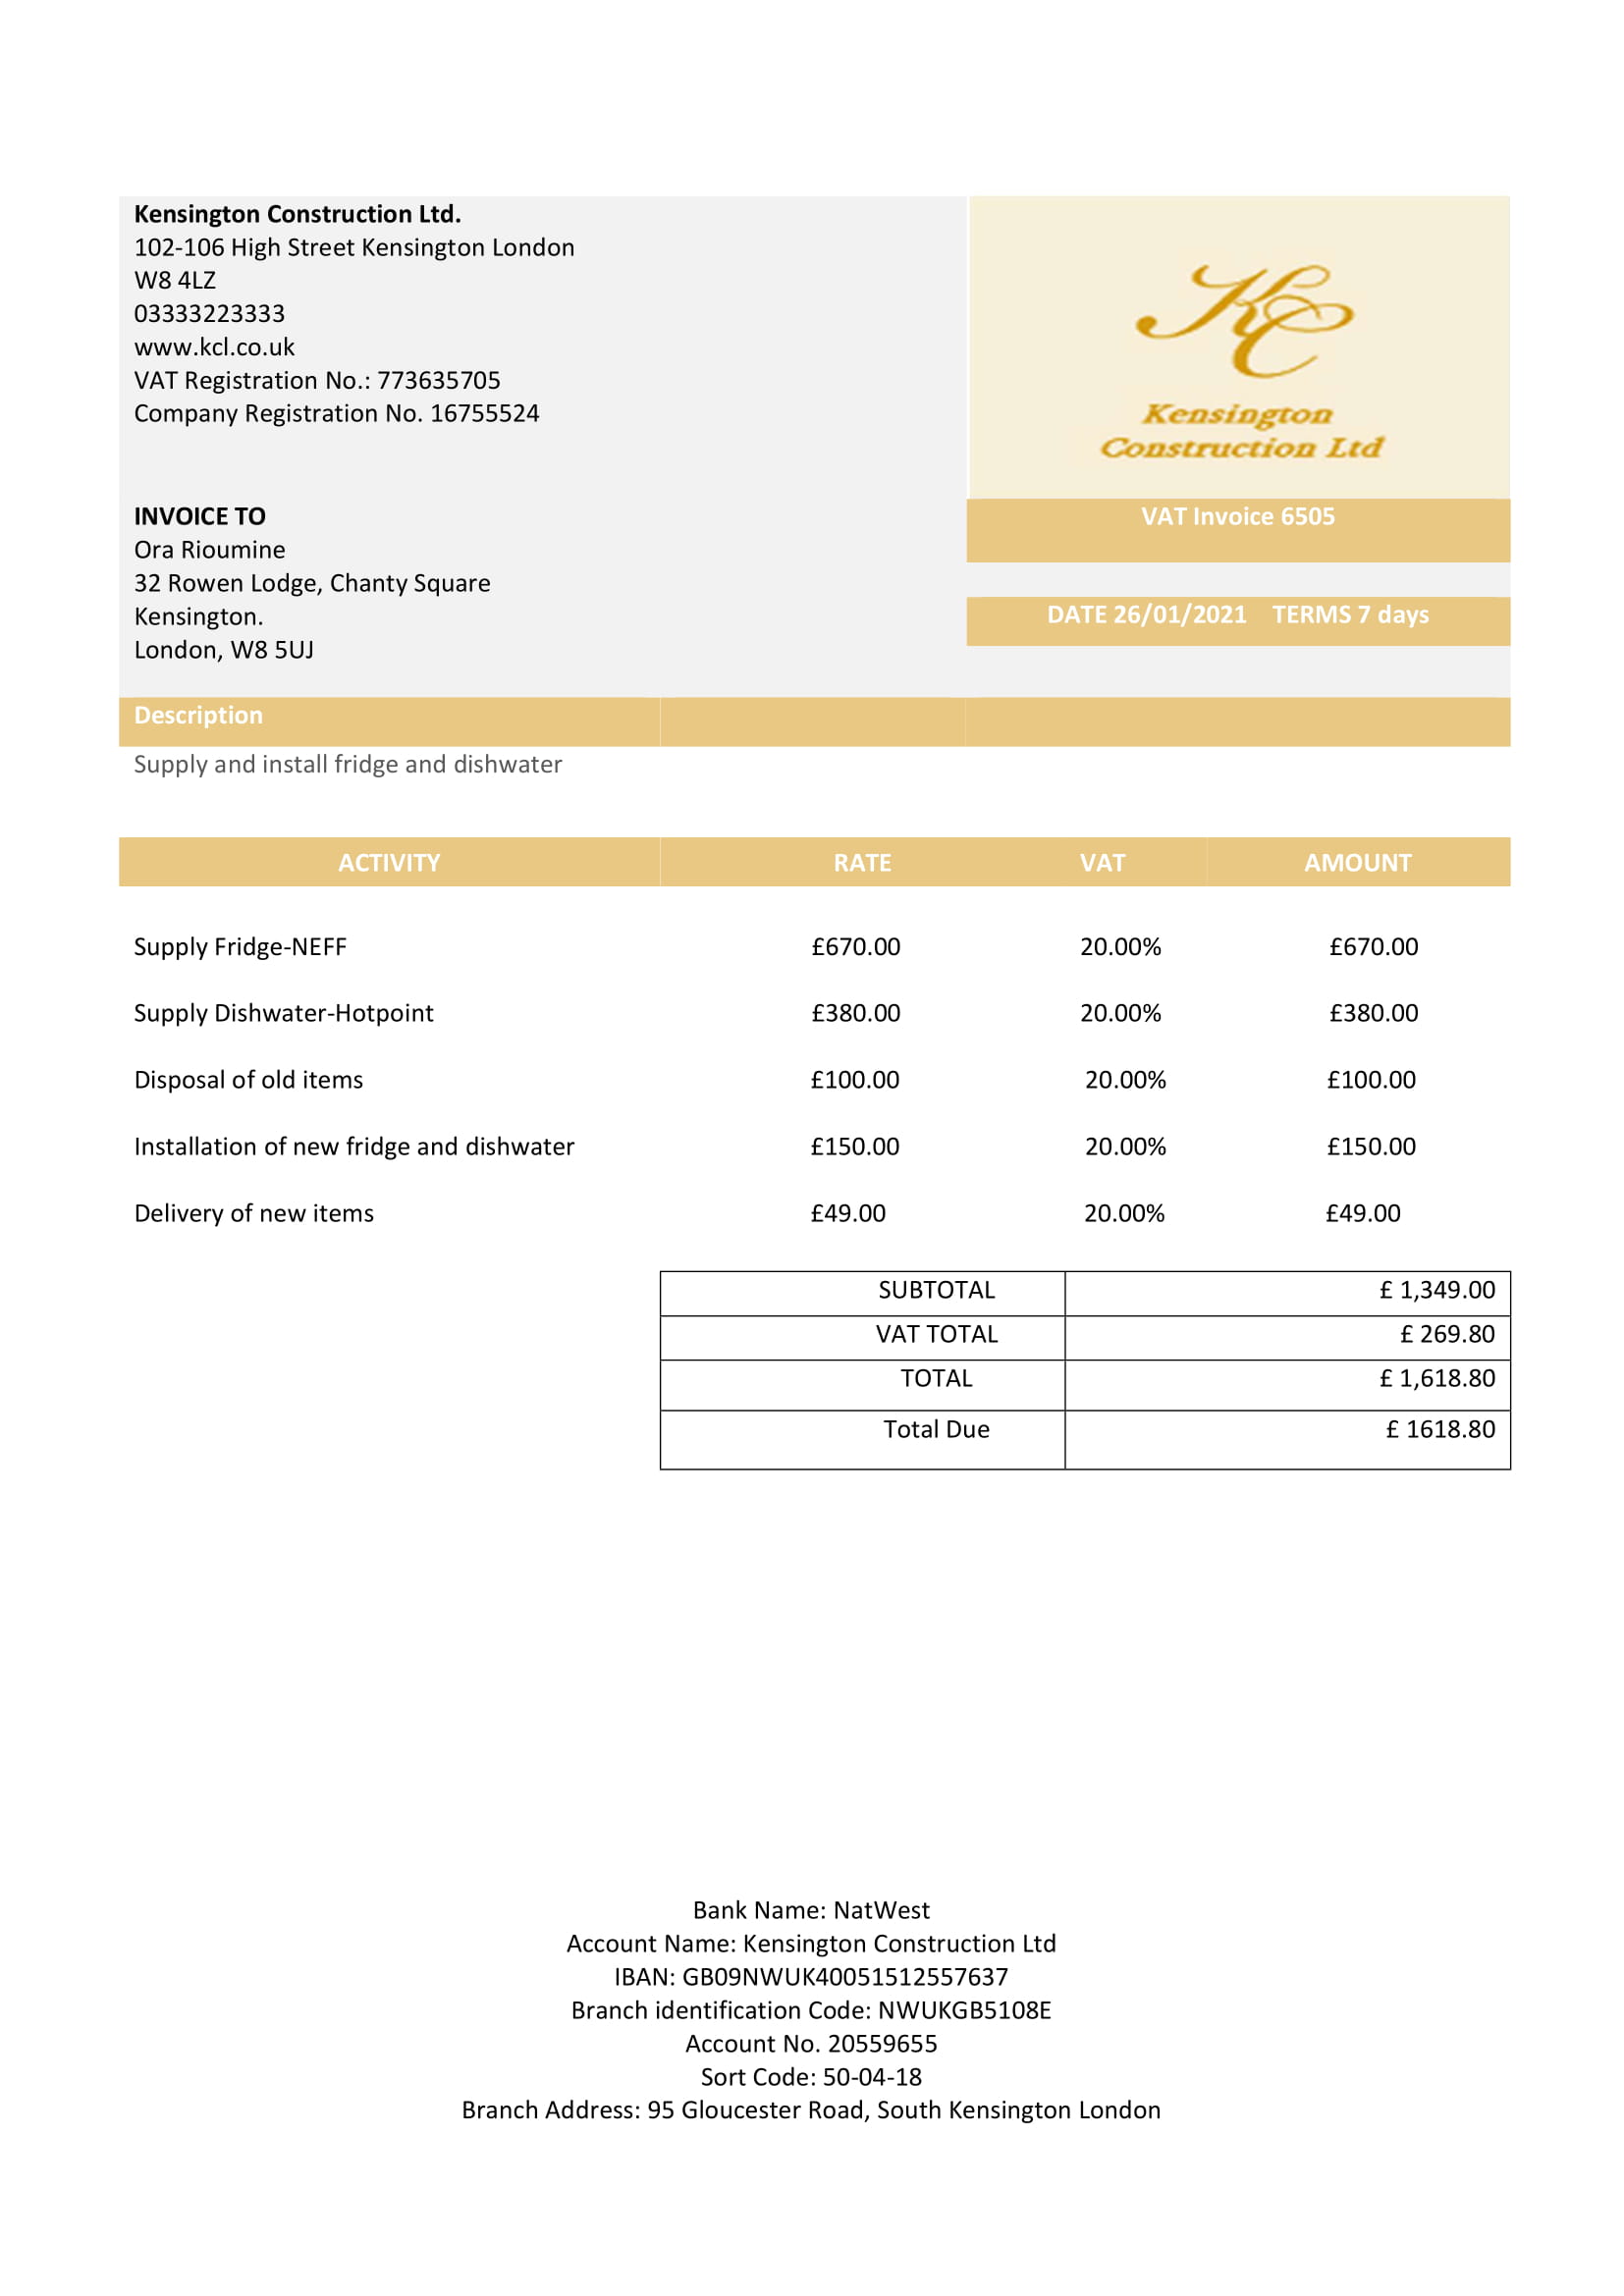 Kensington Construction Ltd.
102-106 High Street Kensington London
W8 4LZ
03333223333
www.kcl.co.uk
VAT Registration No.: 773635705
Company Registration No. 16755524
KC
Kensington
Construction Ltd
INVOICE TO
Ora Rioumine
32 Rowen Lodge, Chanty Square
Kensington.
London, W8 5UJ
VAT Invoice 6505
DATE 26/01/2021 TERMS 7 days
Description
Supply and install fridge and dishwater
ACTIVITY RATE VAT AMOUNT
Supply Fridge-NEFF £670.00 20.00% £670.00
Supply Dishwater-Hotpoint £380.00 20.00% £380.00
Disposal of old items £100.00 20.00% £100.00
Installation of new fridge and dishwater £150.00 20.00% £150.00
Delivery of new items £49.00 20.00% £49.00
SUBTOTAL £ 1,349.00
VAT TOTAL £ 269.80
TOTAL £ 1,618.80
Total Due £ 1618.80
Bank Name: NatWest
Account Name: Kensington Construction Ltd
IBAN: GB09NWUK40051512557637
Branch identification Code: NWUKGB5108E
Account No. 20559655
Sort Code: 50-04-18
Branch Address: 95 Gloucester Road, South Kensington London